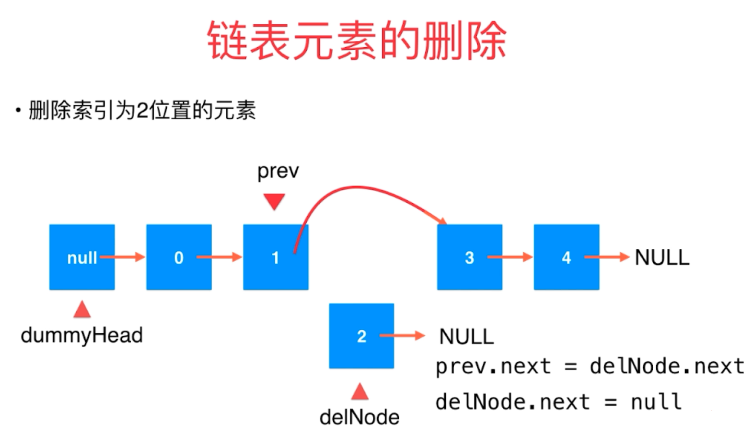 链表元素的删除
• 删除索引为2位置的元素
prev
null 0 1 3 4 NULL
dummyHead
2 NULL
prev.next = delNode.next
delNode.next = null
delNode